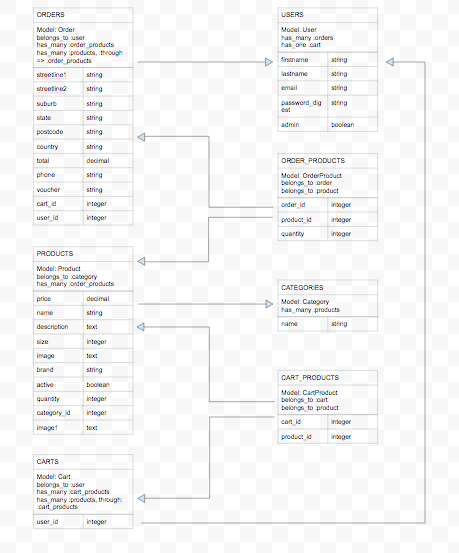 ORDERS
Model: Order
belongs_to :user
has_many :order_products
has_many :products, :through
=> :order_products
streetline1 string
streetline2 string
suburb string
state string
postcode string
country string
total decimal
phone string
voucher string
cart_id integer
user_id integer
USERS
Model: User
has_many :orders
has_one :cart
firstname string
lastname string
email string
password_dig string
est
admin boolean
ORDER_PRODUCTS
Model: OrderProduct
belongs_to :order
belongs_to :product
order_id integer
product_id integer
quantity integer
PRODUCTS
Model: Product
belongs_to :category
has_many :order_products
price decimal
name string
description text
size integer
image text
brand string
active boolean
quantity integer
category_id integer
image1 text
CATEGORIES
Model: Category
has_many :products
name string
CART_PRODUCTS
Model: CartProduct
belongs_to :cart
belongs_to :product
cart_id integer
product_id integer
CARTS
Model: Cart
belongs_to :user
has_many :cart_products
has_many :products, through:
:cart_products
user_id integer